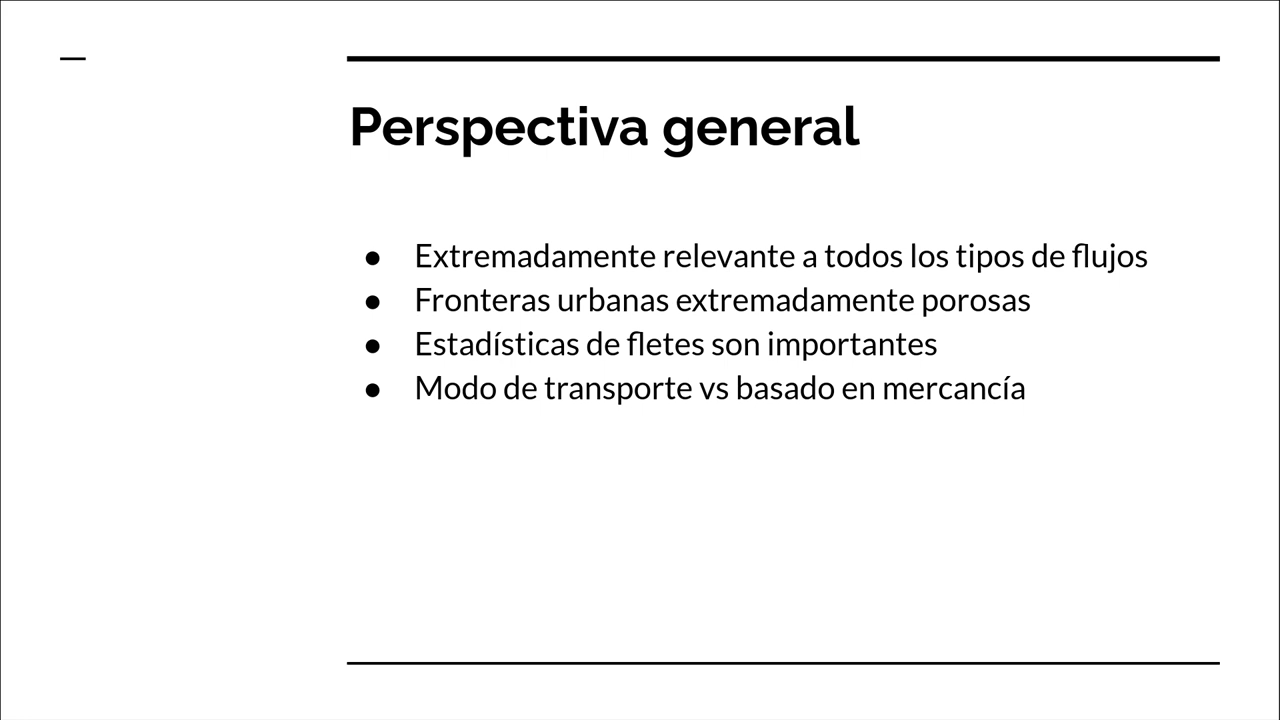 Perspectiva general
● Extremadamente relevante a todos los tipos de flujos
● Fronteras urbanas extremadamente porosas
● Estadísticas de fletes son importantes
● Modo de transporte vs basado en mercancía